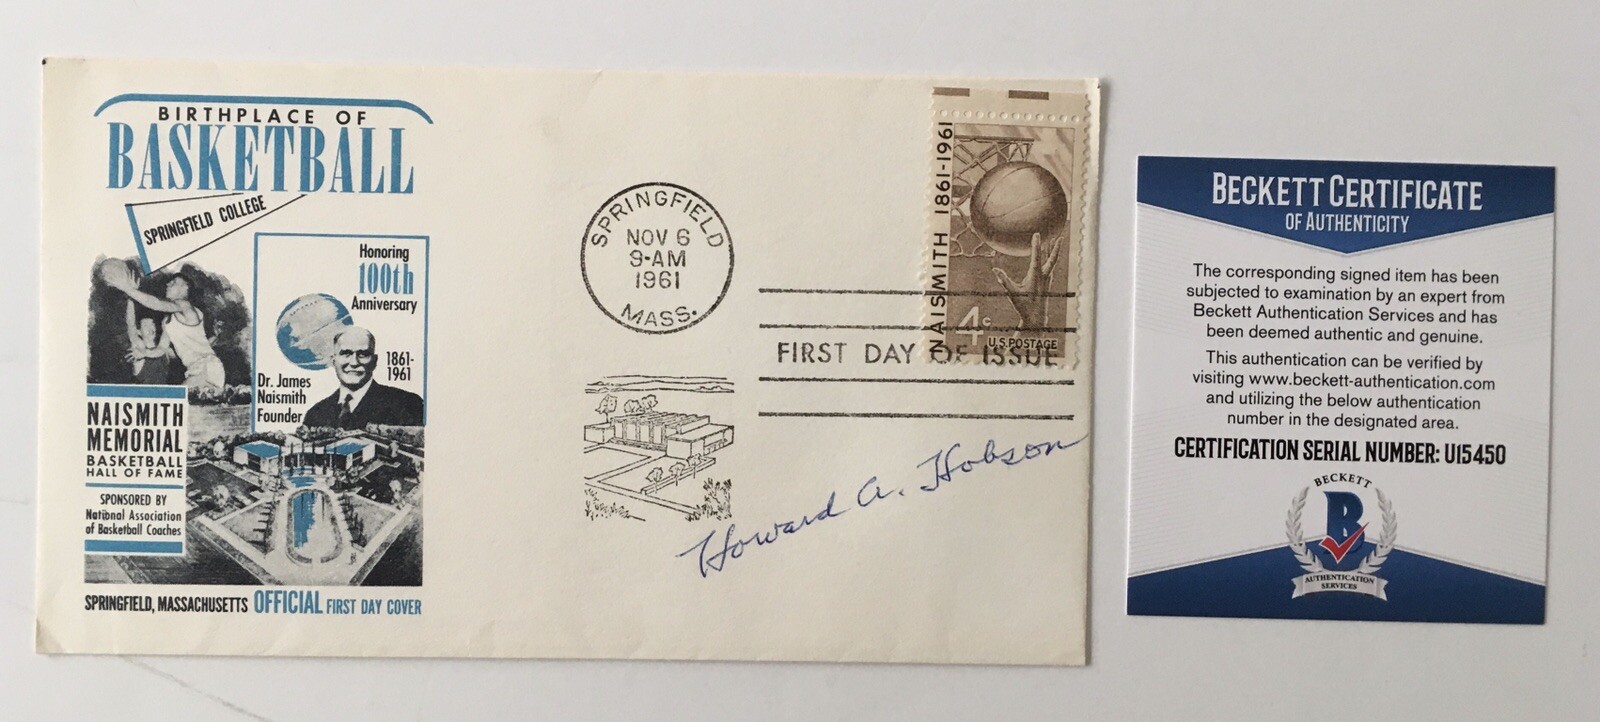 BIRTHPLACE OF
BASKETBALL
SPRINGFIELD COLLEGE
Honoring
100th
Anniversary
1861-
1961
Dr. James
Naismith
Founder
NAISMITH
MEMORIAL
BASKETBALL
HALL OF FAME
SPONSORED BY
National Association
of Basketball Coaches
SPRINGFIELD, MASSACHUSETTS OFFICIAL FIRST DAY COVER
SPRINGFIELD
NOV 6
9-AM
1961
MASS.
NAISMITH 1861-1961
4c
U.S. POSTAGE
FIRST DAY OF ISSUE
Howard A. Hobson
BECKETT CERTIFICATE
OF AUTHENTICITY
The corresponding signed item has been
subjected to examination by an expert from
Beckett Authentication Services and has
been deemed authentic and genuine.
This authentication can be verified by
visiting www.beckett-authentication.com
and utilizing the below authentication
number in the designated area.
CERTIFICATION SERIAL NUMBER: U15450
BECKETT
B
AUTHENTICATION
SERVICES